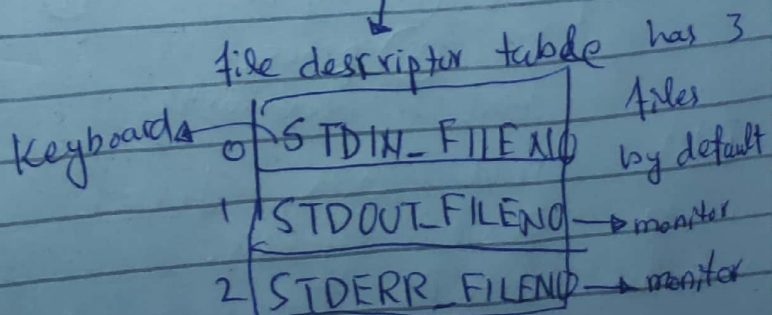 file descriptor table has 3
files
by default
Keyboard 0 STDIN_FILENO
1 STDOUT_FILENO → monitor
2 STDERR_FILENO → monitor